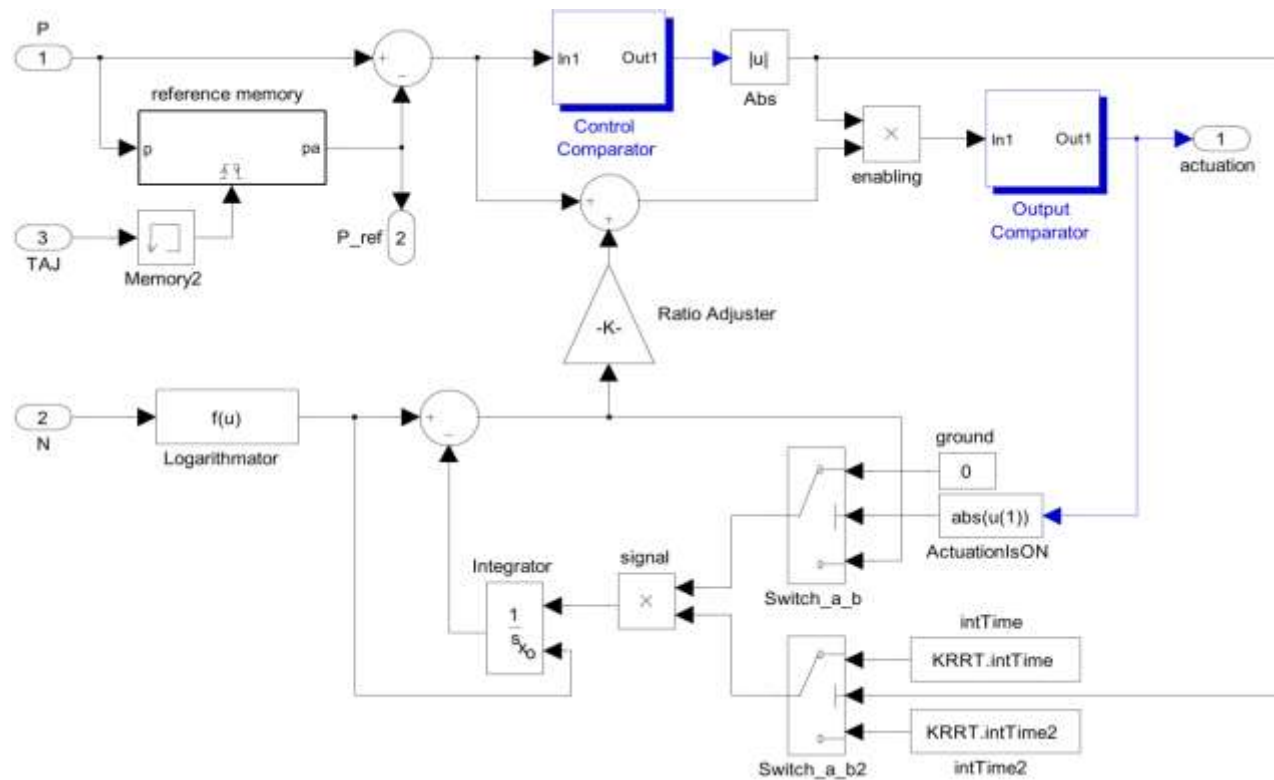 P
1
reference memory
p
pa
3
TAJ
Memory2
P_ref
2
+
−
In1
Out1
Control
Comparator
|u|
Abs
×
enabling
In1
Out1
Output
Comparator
1
actuation
+
+
-K-
Ratio Adjuster
2
N
f(u)
Logarithmator
+
−
ground
0
abs(u(1))
ActuationIsON
Switch_a_b
signal
×
Integrator
1
s
xo
intTime
KRRT.intTime
KRRT.intTime2
intTime2
Switch_a_b2